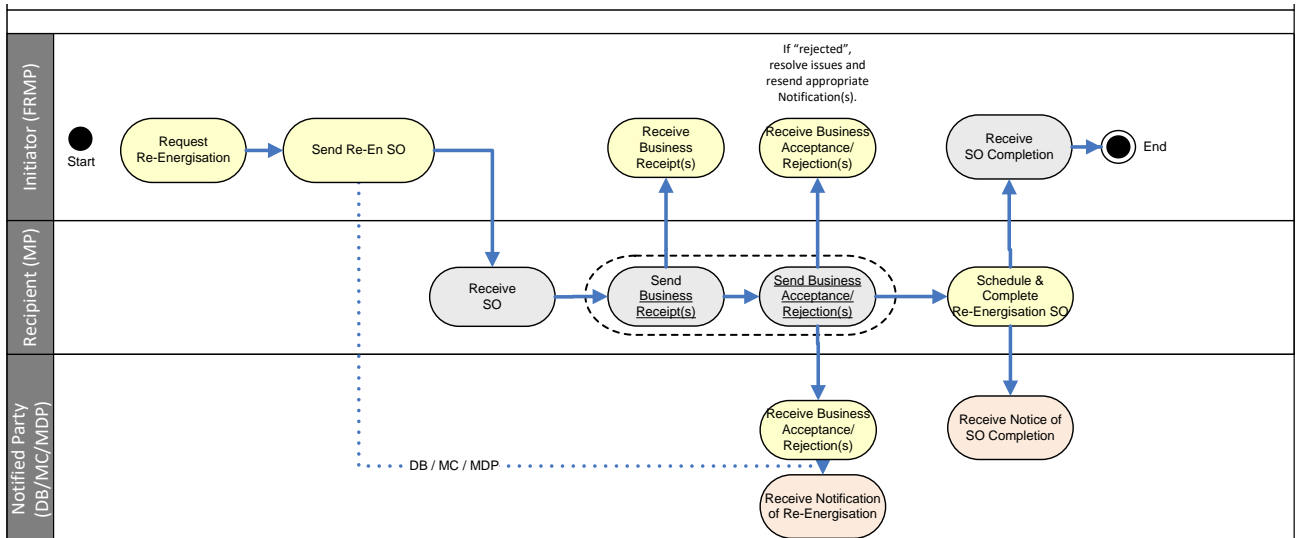 Initiator (FRMP)
Start
Request
Re-Energisation
Send Re-En SO
Receive
Business
Receipt(s)
If “rejected”,
resolve issues and
resend appropriate
Notification(s).
Receive Business
Acceptance/
Rejection(s)
Receive
SO Completion
End
Recipient (MP)
Receive
SO
Send
Business
Receipt(s)
Send Business
Acceptance/
Rejection(s)
Schedule &
Complete
Re-Energisation SO
Notified Party
(DB/MC/MDP)
Receive Business
Acceptance/
Rejection(s)
Receive Notice of
SO Completion
DB / MC / MDP
Receive Notification
of Re-Energisation